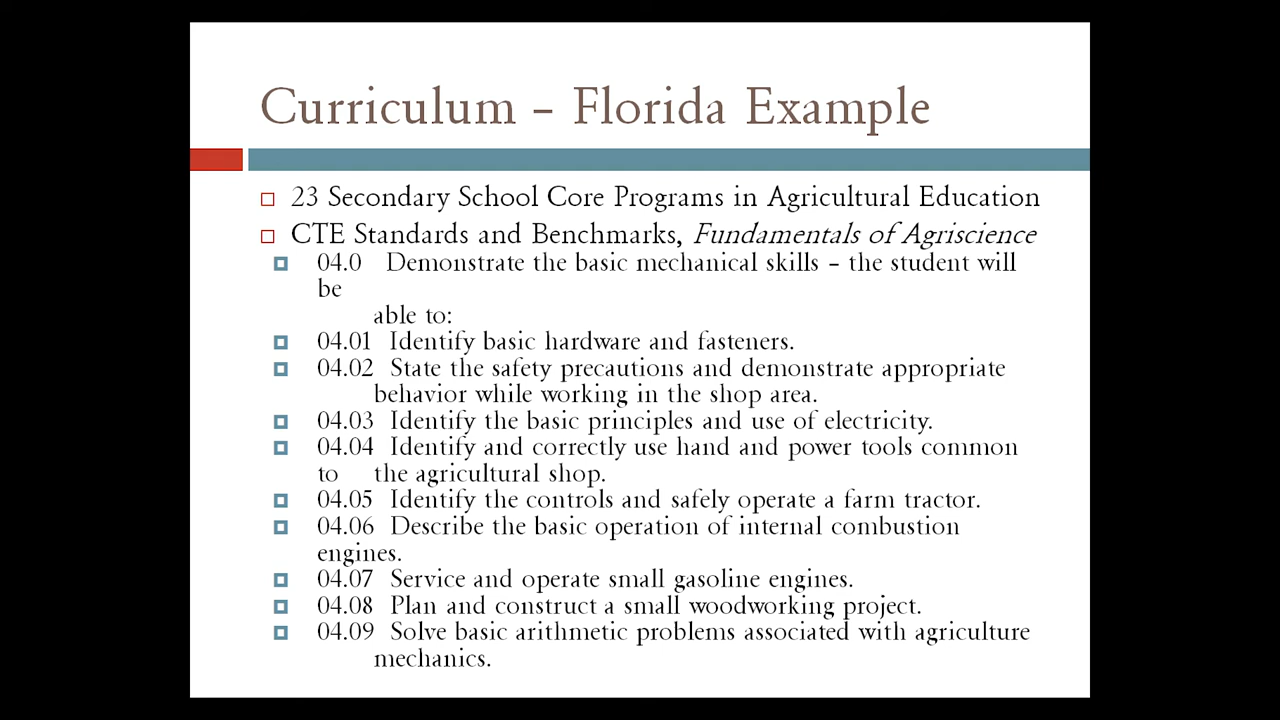 Curriculum – Florida Example
23 Secondary School Core Programs in Agricultural Education
CTE Standards and Benchmarks, Fundamentals of Agriscience
04.0 Demonstrate the basic mechanical skills – the student will
be
able to:
04.01 Identify basic hardware and fasteners.
04.02 State the safety precautions and demonstrate appropriate
behavior while working in the shop area.
04.03 Identify the basic principles and use of electricity.
04.04 Identify and correctly use hand and power tools common
to the agricultural shop.
04.05 Identify the controls and safely operate a farm tractor.
04.06 Describe the basic operation of internal combustion
engines.
04.07 Service and operate small gasoline engines.
04.08 Plan and construct a small woodworking project.
04.09 Solve basic arithmetic problems associated with agriculture
mechanics.